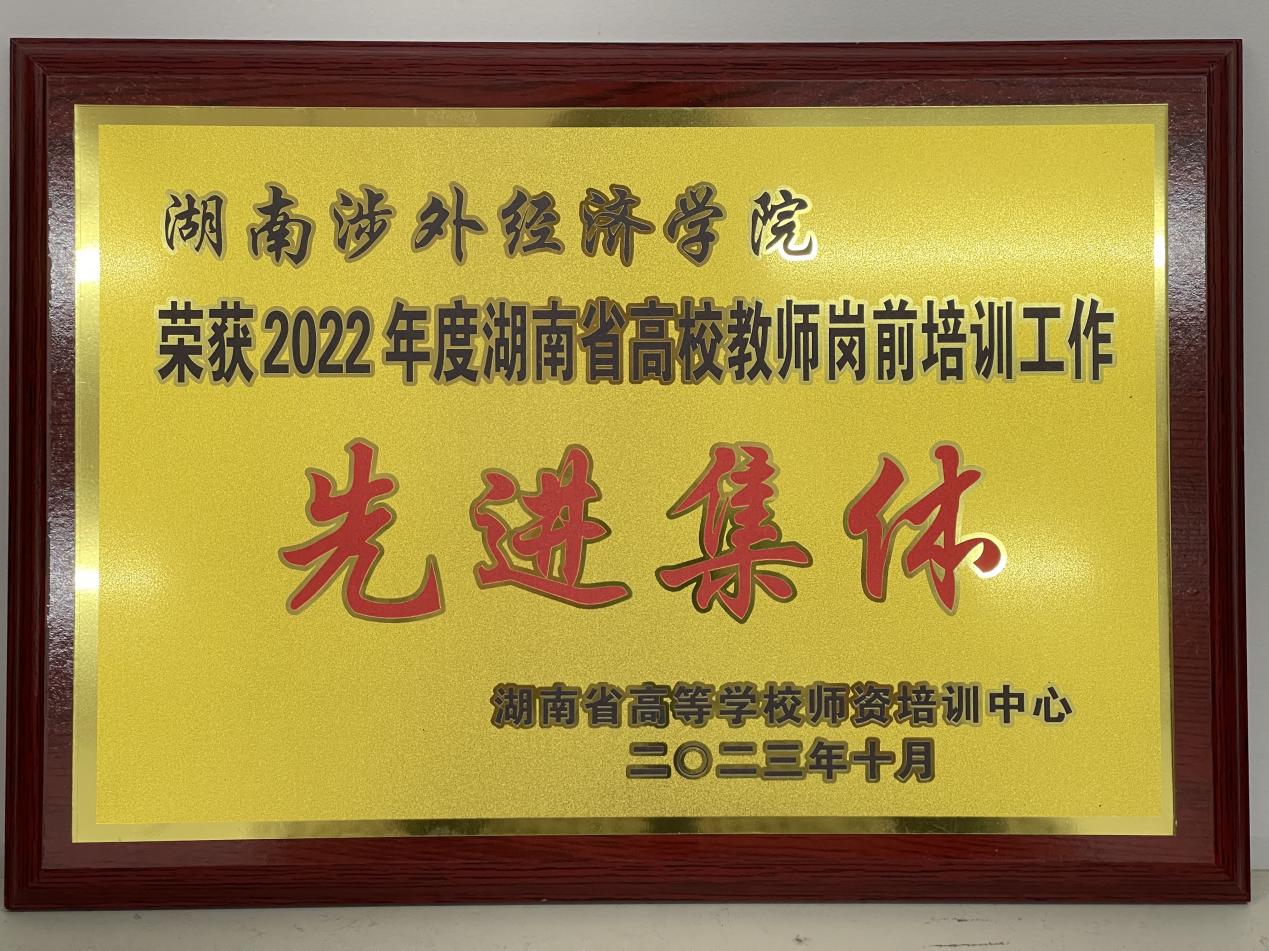 湖南涉外经济学院
荣获2022年度湖南省高校教师岗前培训工作
先进集体
湖南省高等学校师资培训中心
二〇二三年十月